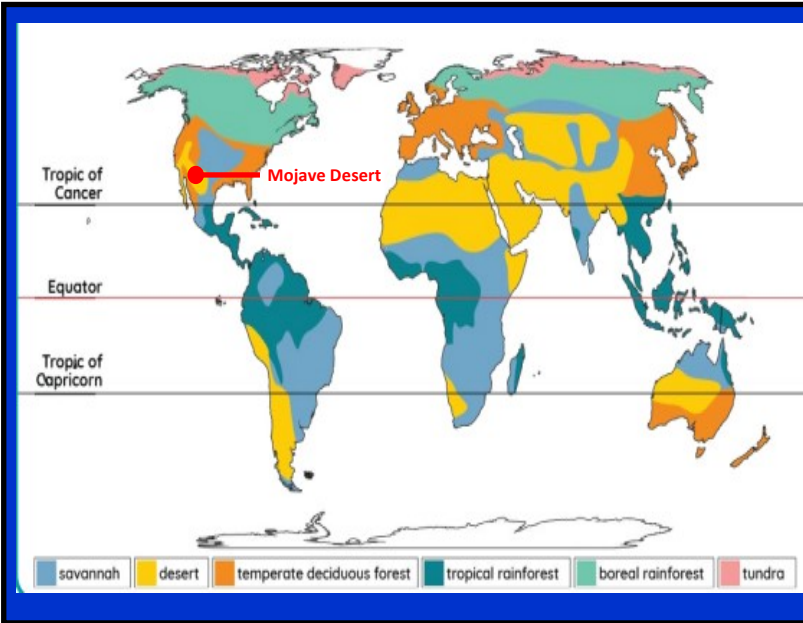 Mojave Desert
Tropic of
Cancer
Equator
Tropic of
Capricorn
savannah
desert
temperate deciduous forest
tropical rainforest
boreal rainforest
tundra